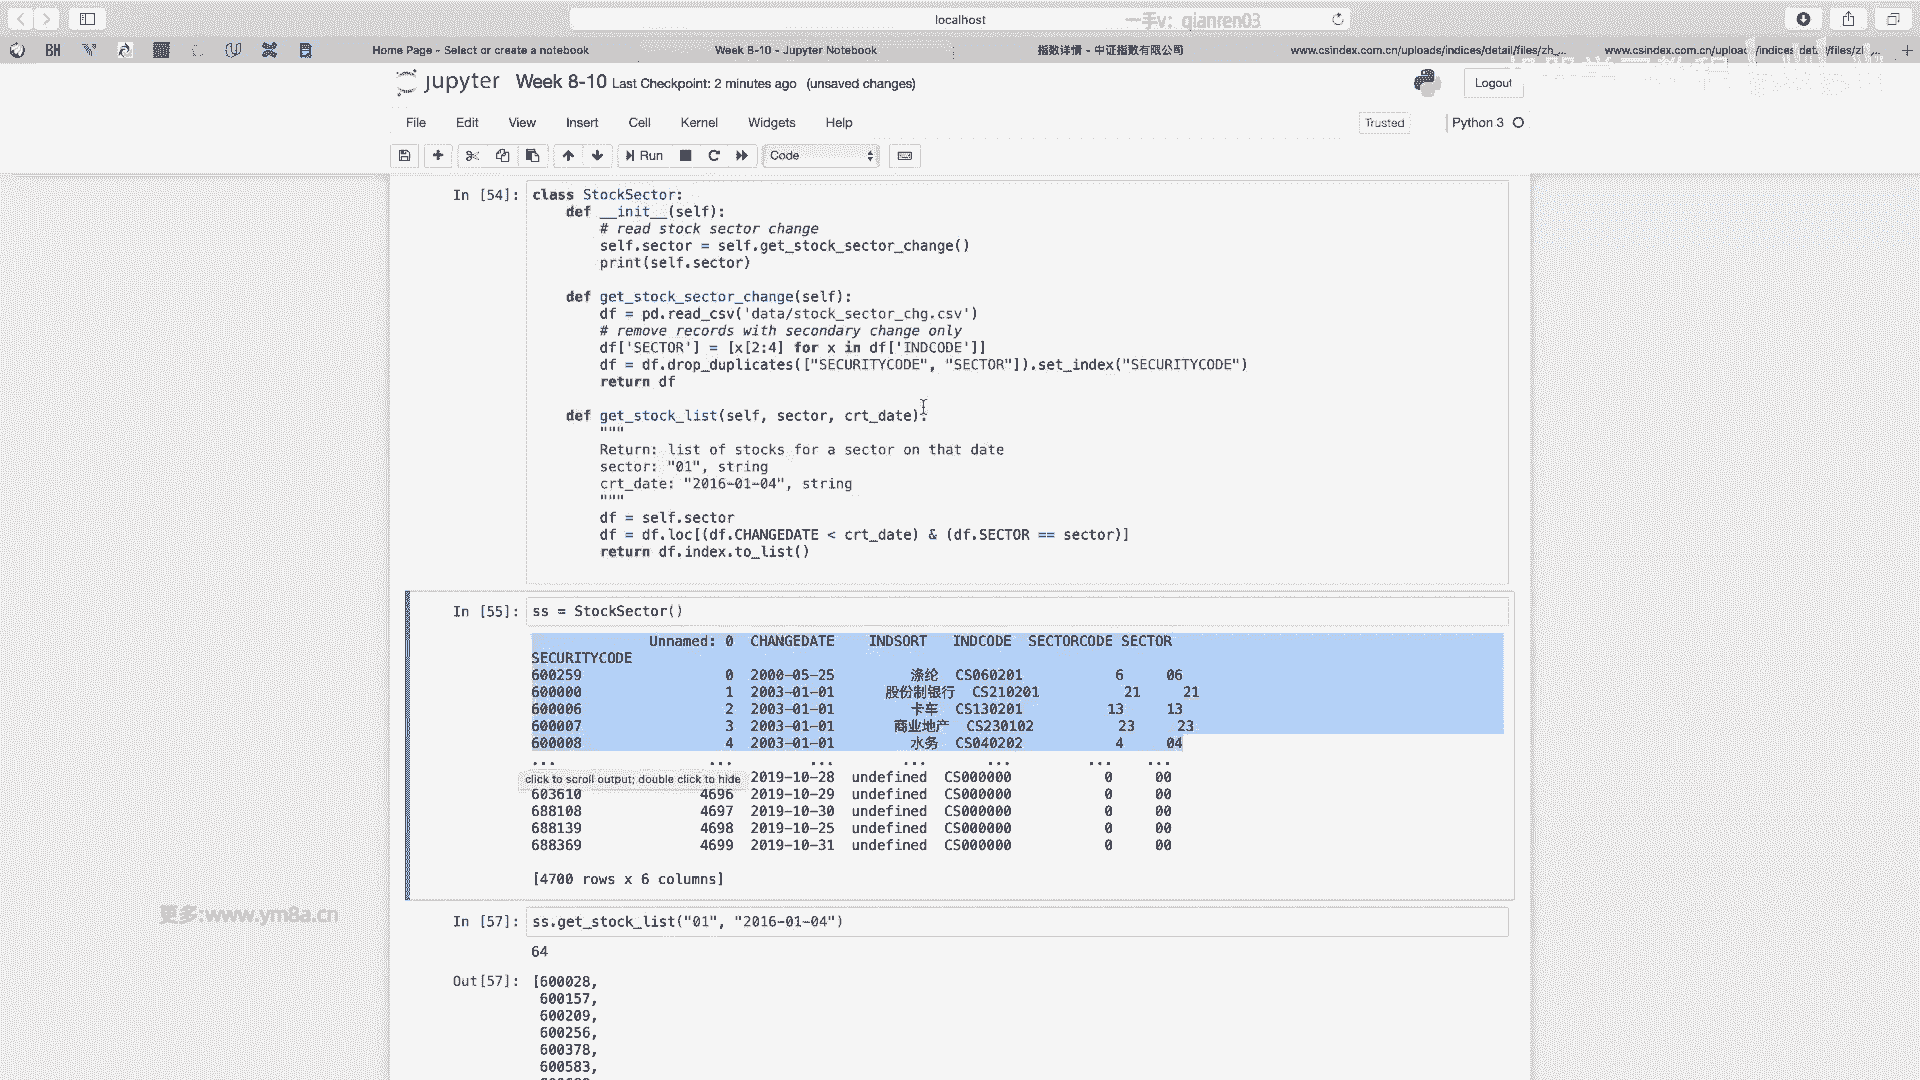 localhost
一手v: qianren03
BH
Home Page - Select or create a notebook
Week 8-10 - Jupyter Notebook
指数详情 - 中证指数有限公司
www.csindex.com.cn/uploads/indices/detail/files/zh_...
www.csindex.com.cn/uploads/indices/detail/files/zh_...
jupyter Week 8-10 Last Checkpoint: 2 minutes ago (unsaved changes)
Logout
File Edit View Insert Cell Kernel Widgets Help
Trusted
Python 3
Run
Code
In [54]:
class StockSector:
    def __init__(self):
        # read stock sector change
        self.sector = self.get_stock_sector_change()
        print(self.sector)
    def get_stock_sector_change(self):
        df = pd.read_csv('data/stock_sector_chg.csv')
        # remove records with secondary change only
        df['SECTOR'] = [x[2:4] for x in df['INDCODE']]
        df = df.drop_duplicates(["SECURITYCODE", "SECTOR"]).set_index("SECURITYCODE")
        return df
    def get_stock_list(self, sector, crt_date):
        """
        Return: list of stocks for a sector on that date
        sector: "01", string
        crt_date: "2016-01-04", string
        """
        df = self.sector
        df = df.loc[(df.CHANGEDATE < crt_date) & (df.SECTOR == sector)]
        return df.index.to_list()
In [55]: ss = StockSector()
Unnamed: 0 CHANGEDATE INDSORT INDCODE SECTORCODE SECTOR
SECURITYCODE
600259 0 2000-05-25 涤纶 CS060201 6 06
600000 1 2003-01-01 股份制银行 CS210201 21 21
600006 2 2003-01-01 卡车 CS130201 13 13
600007 3 2003-01-01 商业地产 CS230102 23 23
600008 4 2003-01-01 水务 CS040202 4 04
... ... ... ... ... ... ...
click to scroll output; double click to hide 2019-10-28 undefined CS000000 0 00
603610 4696 2019-10-29 undefined CS000000 0 00
688108 4697 2019-10-30 undefined CS000000 0 00
688139 4698 2019-10-25 undefined CS000000 0 00
688369 4699 2019-10-31 undefined CS000000 0 00
[4700 rows x 6 columns]
更多:www.ym8a.cn
In [57]: ss.get_stock_list("01", "2016-01-04")
64
Out[57]: [600028,
600157,
600209,
600256,
600378,
600583,